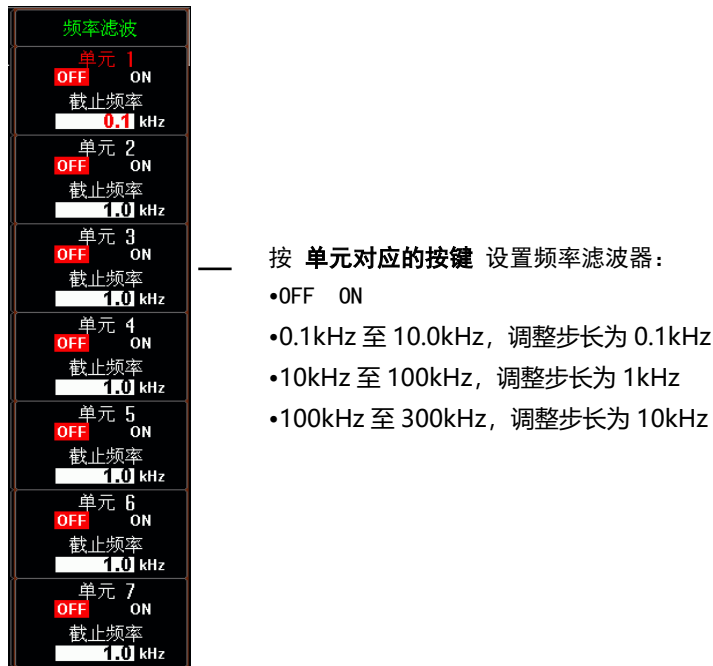 频率滤波
单元 1
OFF ON
截止频率
0.1 kHz
单元 2
OFF ON
截止频率
1.0 kHz
单元 3
OFF ON
截止频率
1.0 kHz
单元 4
OFF ON
截止频率
1.0 kHz
单元 5
OFF ON
截止频率
1.0 kHz
单元 6
OFF ON
截止频率
1.0 kHz
单元 7
OFF ON
截止频率
1.0 kHz
按 单元对应的按键 设置频率滤波器：
•OFF ON
•0.1kHz 至 10.0kHz，调整步长为 0.1kHz
•10kHz 至 100kHz，调整步长为 1kHz
•100kHz 至 300kHz，调整步长为 10kHz